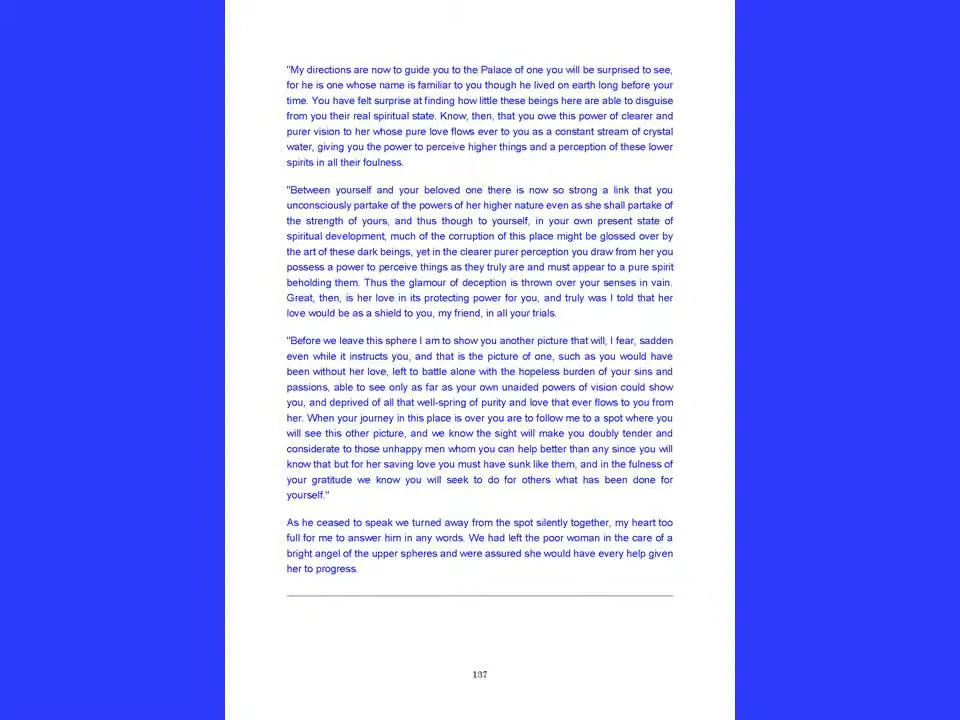 "My directions are now to guide you to the Palace of one you will be surprised to see,
for he is one whose name is familiar to you though he lived on earth long before your
time. You have felt surprise at finding how little these beings here are able to disguise
from you their real spiritual state. Know, then, that you owe this power of clearer and
purer vision to her whose pure love flows ever to you as a constant stream of crystal
water, giving you the power to perceive higher things and a perception of these lower
spirits in all their foulness.
"Between yourself and your beloved one there is now so strong a link that you
unconsciously partake of the powers of her higher nature even as she shall partake of
the strength of yours, and thus though to yourself, in your own present state of
spiritual development, much of the corruption of this place might be glossed over by
the art of these dark beings, yet in the clearer purer perception you draw from her you
possess a power to perceive things as they truly are and must appear to a pure spirit
beholding them. Thus the glamour of deception is thrown over your senses in vain.
Great, then, is her love in its protecting power for you, and truly was I told that her
love would be as a shield to you, my friend, in all your trials.
"Before we leave this sphere I am to show you another picture that will, I fear, sadden
even while it instructs you, and that is the picture of one, such as you would have
been without her love, left to battle alone with the hopeless burden of your sins and
passions, able to see only as far as your own unaided powers of vision could show
you, and deprived of all that well-spring of purity and love that ever flows to you from
her. When your journey in this place is over you are to follow me to a spot where you
will see this other picture, and we know the sight will make you doubly tender and
considerate to those unhappy men whom you can help better than any since you will
know that but for her saving love you must have sunk like them, and in the fulness of
your gratitude we know you will seek to do for others what has been done for
yourself."
As he ceased to speak we turned away from the spot silently together, my heart too
full for me to answer him in any words. We had left the poor woman in the care of a
bright angel of the upper spheres and were assured she would have every help given
her to progress.
137